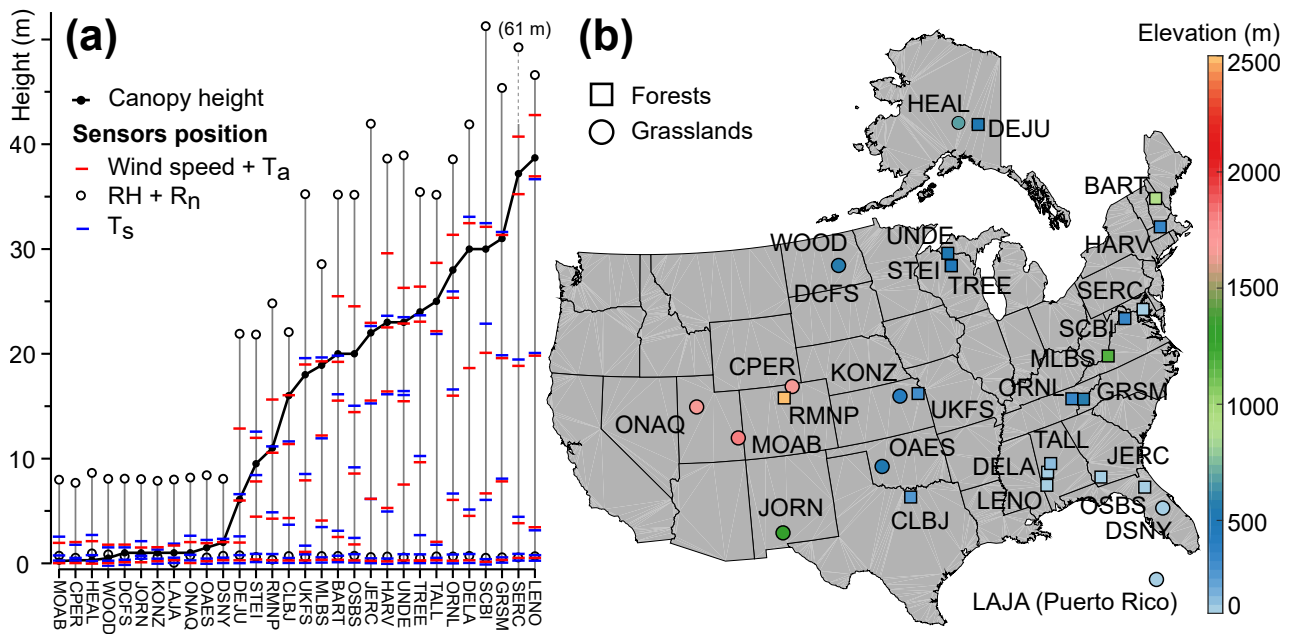 (a)
Height (m)
(61 m)
40
30
20
10
0
Canopy height
Sensors position
Wind speed + Ta
RH + Rn
Ts
MOAB
CPER
HEAL
WOOD
DCFS
JORN
KONZ
LAJA
ONAQ
OAES
DSNY
DEJU
STEI
RMNP
CLBJ
UKFS
MLBS
BART
OSBS
JERC
HARV
UNDE
TREE
TALL
ORNL
DELA
SCBI
GRSM
SERC
LENO
(b)
Forests
Grasslands
HEAL
DEJU
BART
HARV
WOOD
UNDE
STEI
TREE
DCFS
SERC
SCBI
MLBS
CPER
KONZ
ORNL
GRSM
RMNP
UKFS
ONAQ
MOAB
OAES
TALL
JERC
DELA
LENO
OSBS
DSNY
JORN
CLBJ
LAJA (Puerto Rico)
Elevation (m)
2500
2000
1500
1000
500
0